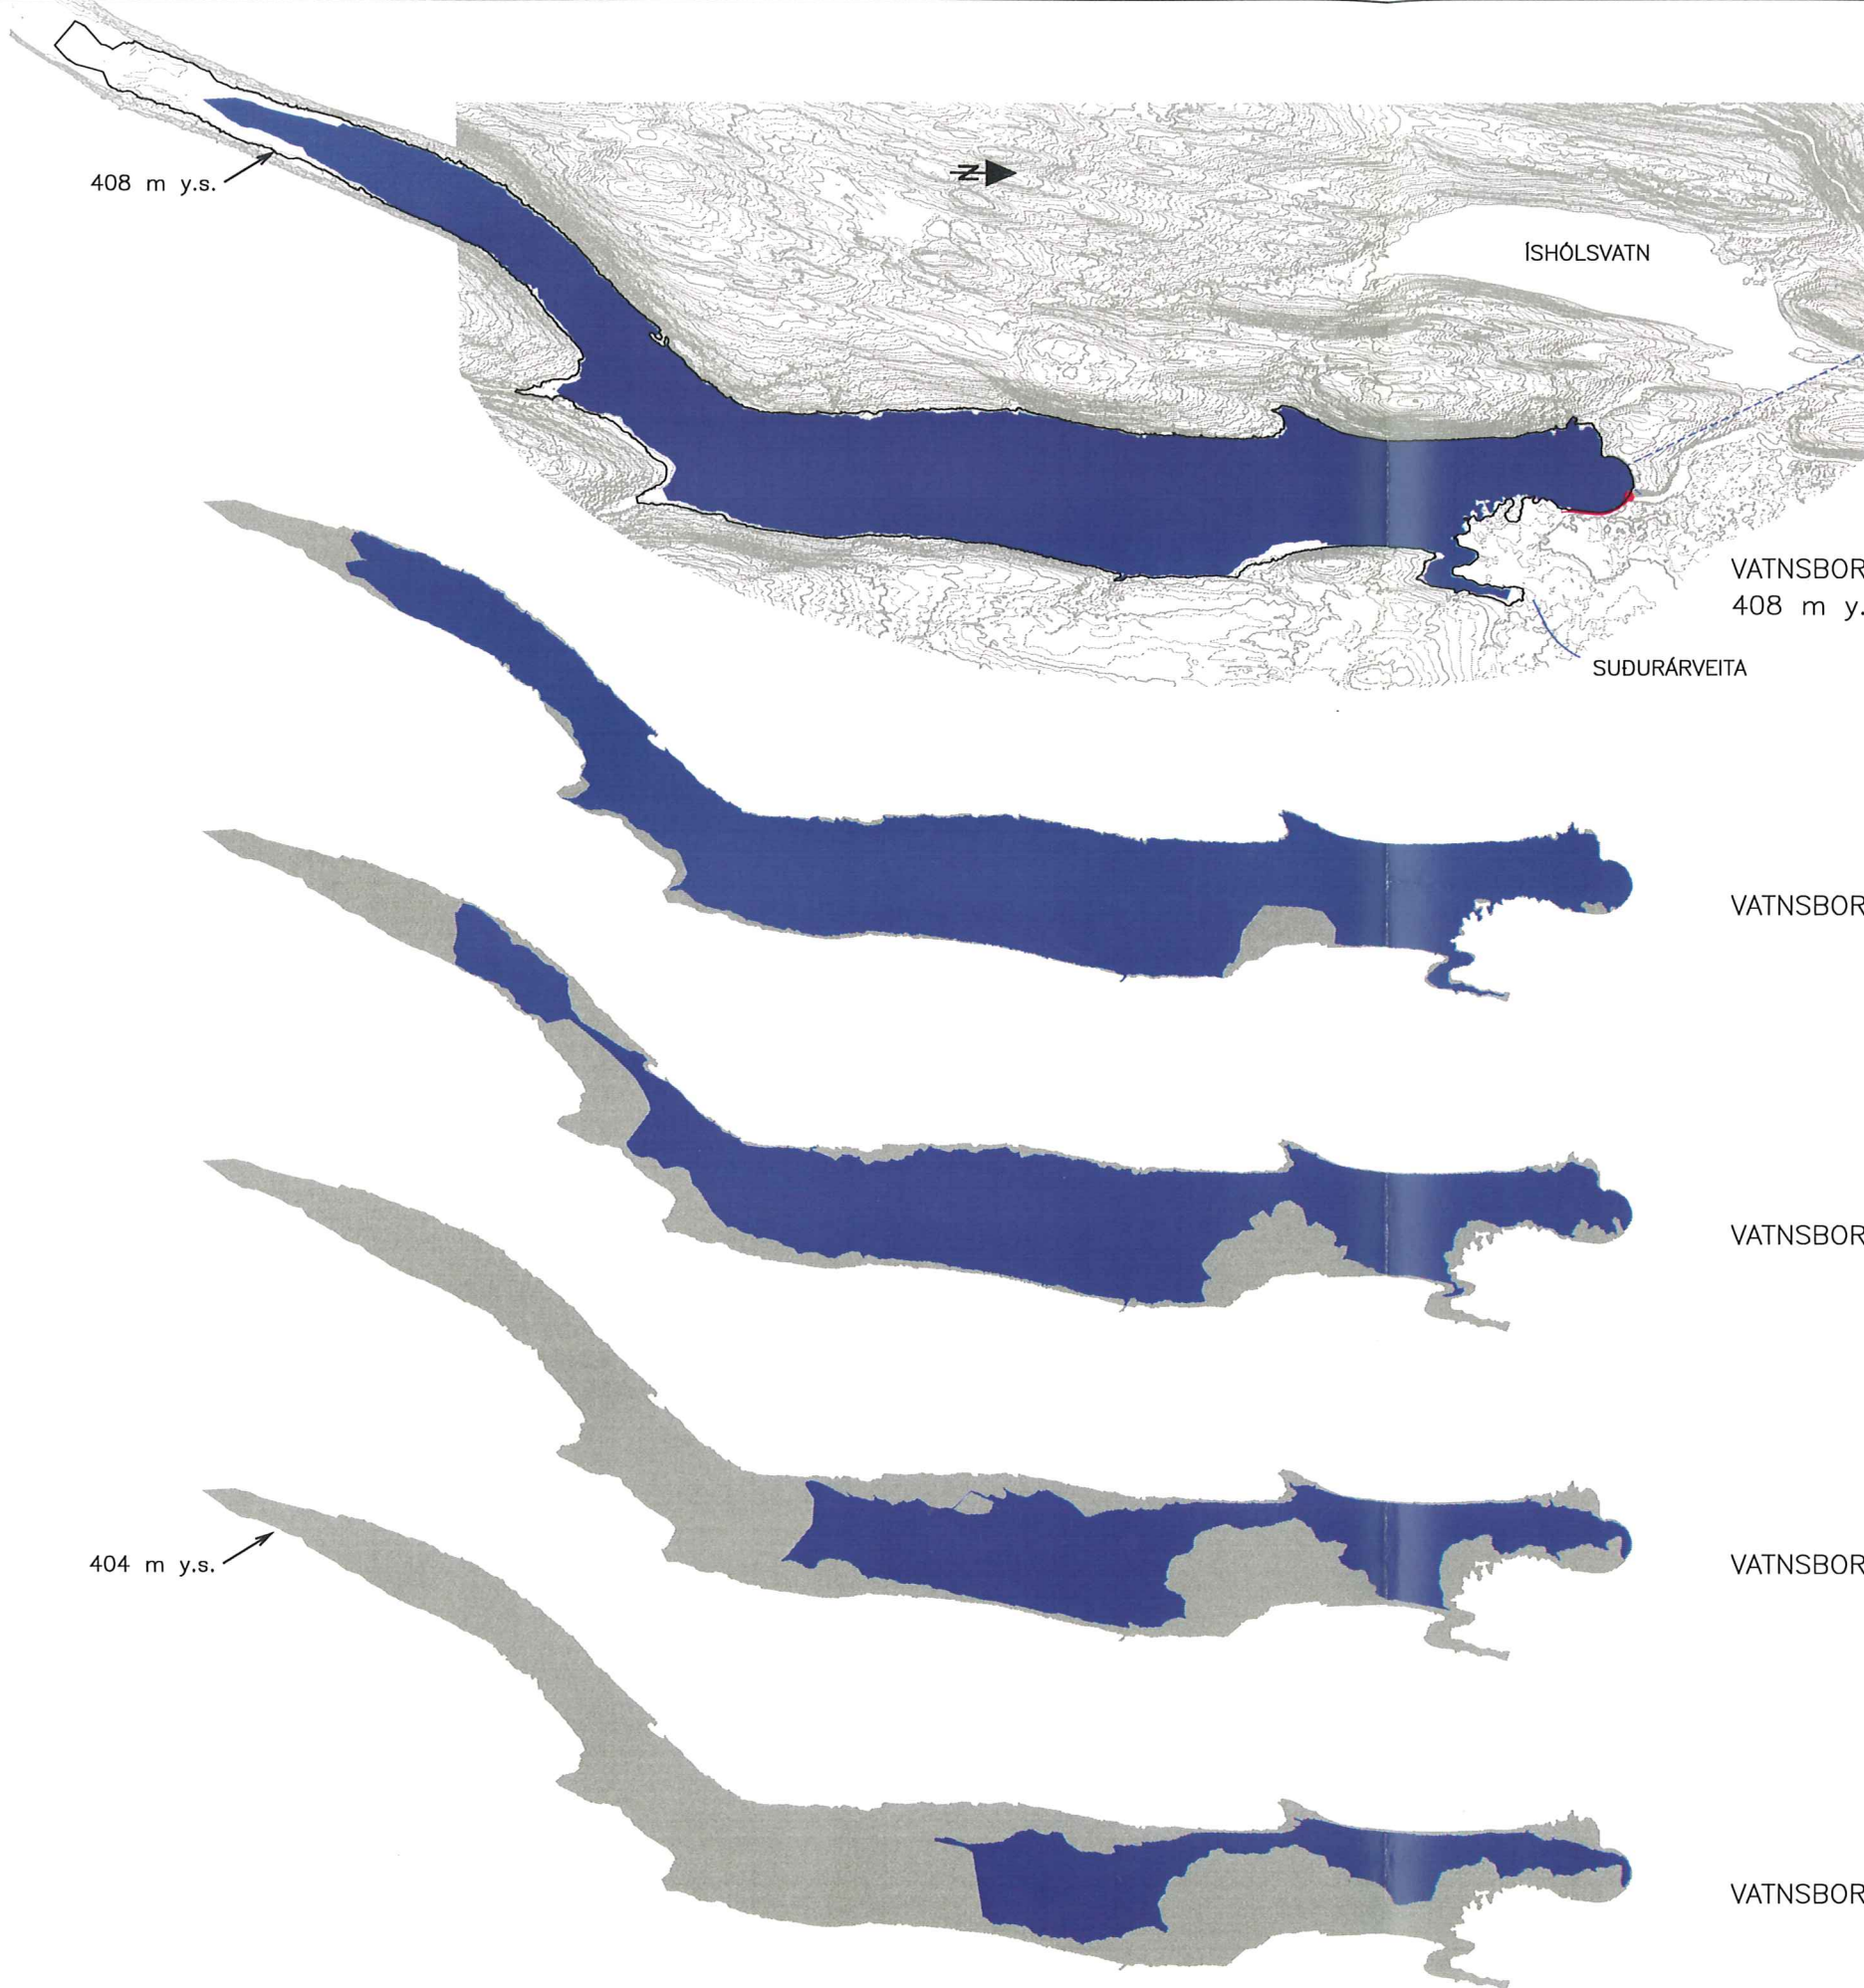 408 m y.s.
N
ÍSHÓLSVATN
VATNSBOR
408 m y.
SUÐURÁRVEITA
VATNSBOR
VATNSBOR
404 m y.s.
VATNSBOR
VATNSBOR